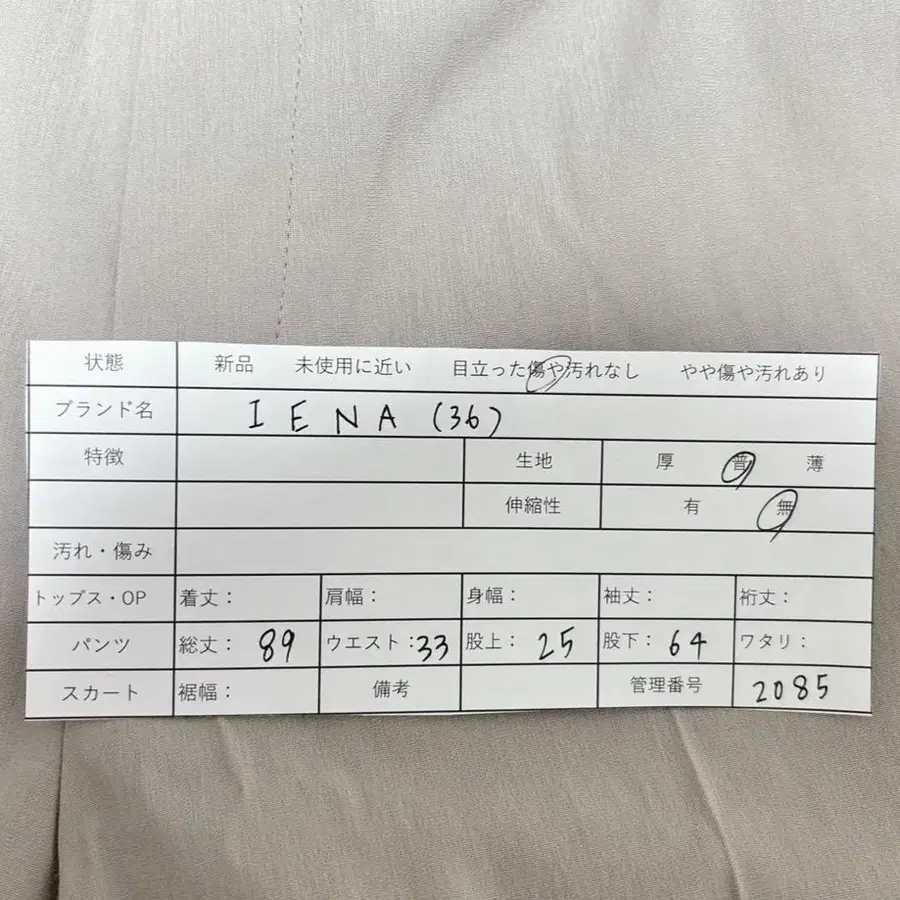 状態 新品 未使用に近い 目立った傷や汚れなし やや傷や汚れあり
ブランド名 IENA (36)
特徴 生地 厚 普 薄
伸縮性 有 無
汚れ・傷み
トップス・OP 着丈： 肩幅： 身幅： 袖丈： 裄丈：
パンツ 総丈：89 ウエスト：33 股上：25 股下：64 ワタリ：
スカート 裾幅： 備考 管理番号 2085